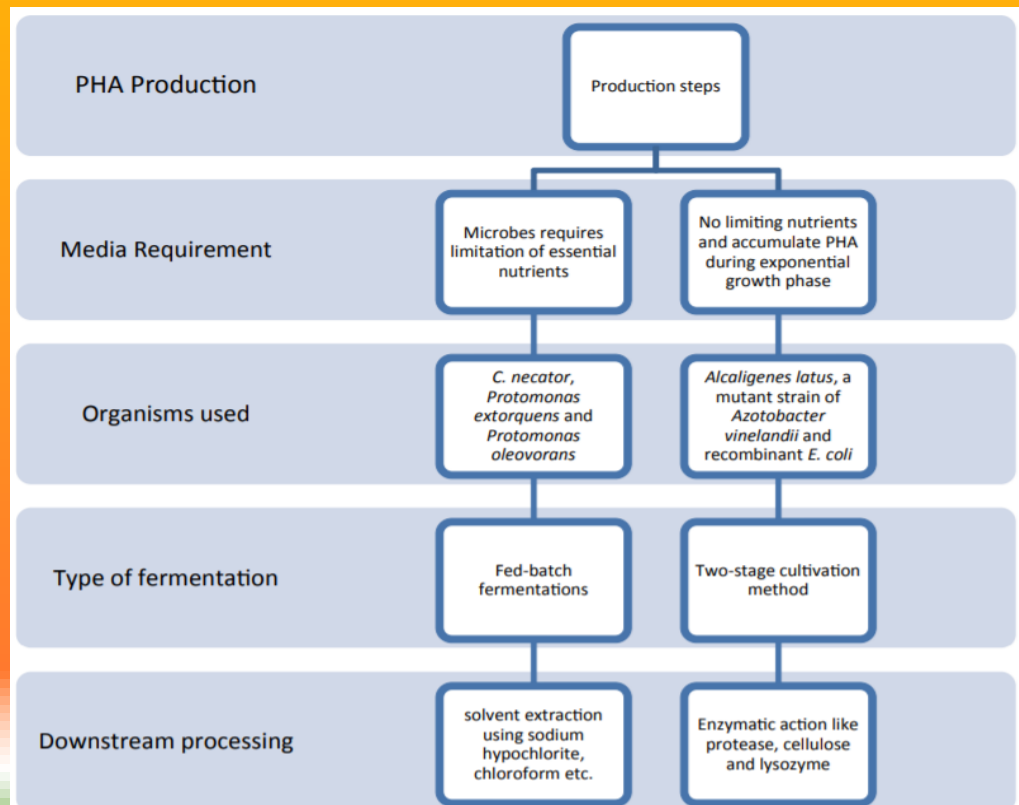 PHA Production
Production steps
Media Requirement
Microbes requires
limitation of essential
nutrients
No limiting nutrients
and accumulate PHA
during exponential
growth phase
Organisms used
C. necator,
Protomonas
extorquens and
Protomonas
oleovorans
Alcaligenes latus, a
mutant strain of
Azotobacter
vinelandii and
recombinant E. coli
Type of fermentation
Fed-batch
fermentations
Two-stage cultivation
method
Downstream processing
solvent extraction
using sodium
hypochlorite,
chloroform etc.
Enzymatic action like
protease, cellulose
and lysozyme